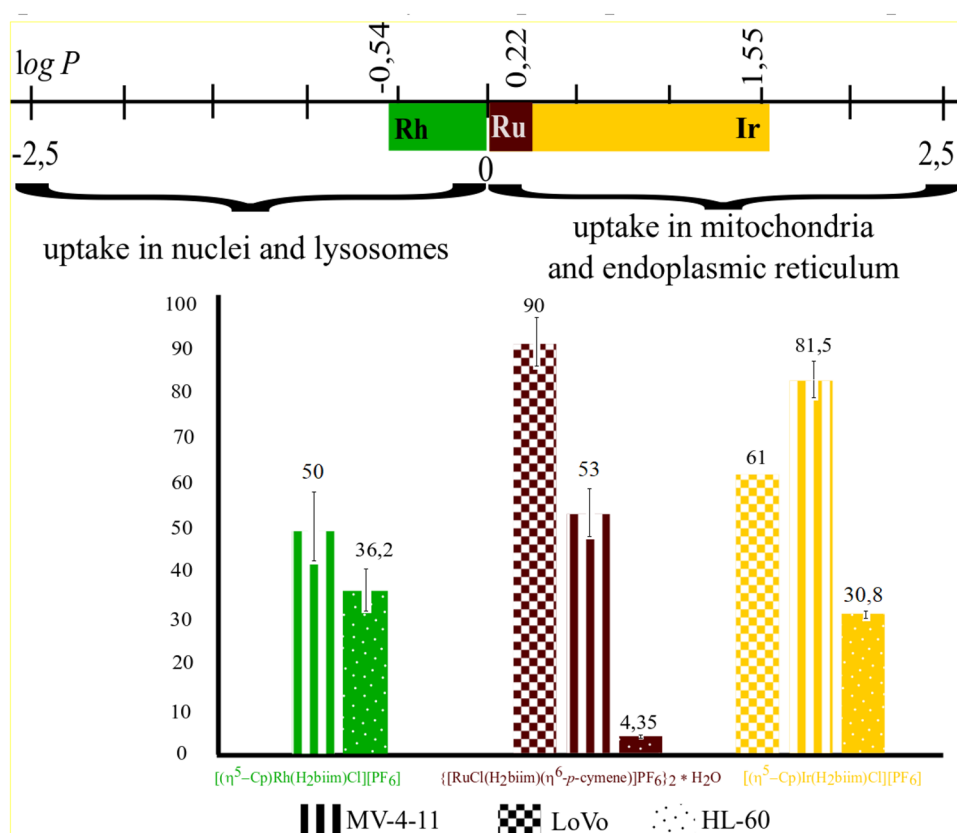 log P
-0,54
0,22
1,55
Rh
Ru
Ir
-2,5
0
2,5
uptake in nuclei and lysosomes
uptake in mitochondria
and endoplasmic reticulum
100
90
80
70
60
50
40
30
20
10
0
50
36,2
90
53
4,35
61
81,5
30,8
[(η⁵–Cp)Rh(H2biim)Cl][PF₆]
{[RuCl(H2biim)(η⁶-p-cymene)]PF₆}₂ * H₂O
[(η⁵–Cp)Ir(H2biim)Cl][PF₆]
MV-4-11
LoVo
HL-60